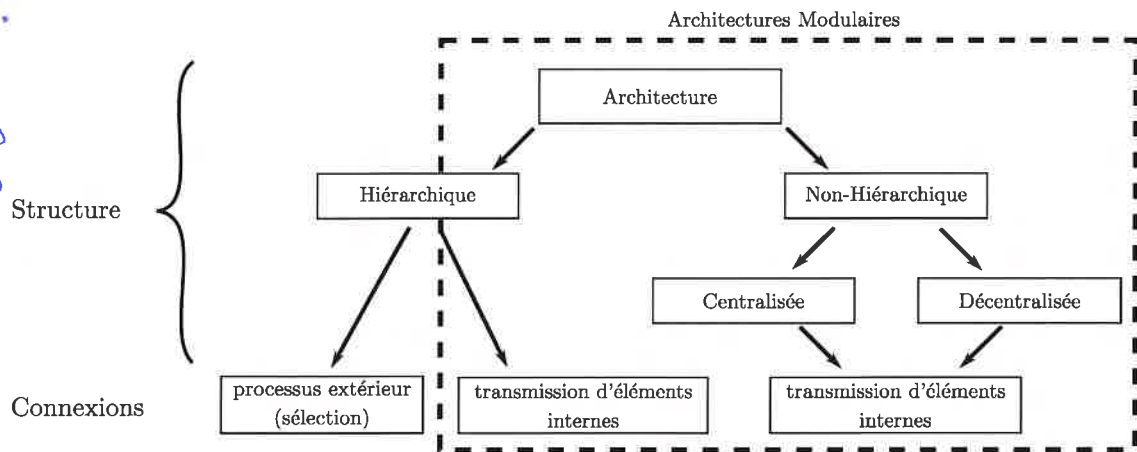 Architectures Modulaires
Architecture
Hiérarchique
Non-Hiérarchique
Structure
Centralisée
Décentralisée
processus extérieur
(sélection)
transmission d'éléments
internes
transmission d'éléments
internes
Connexions